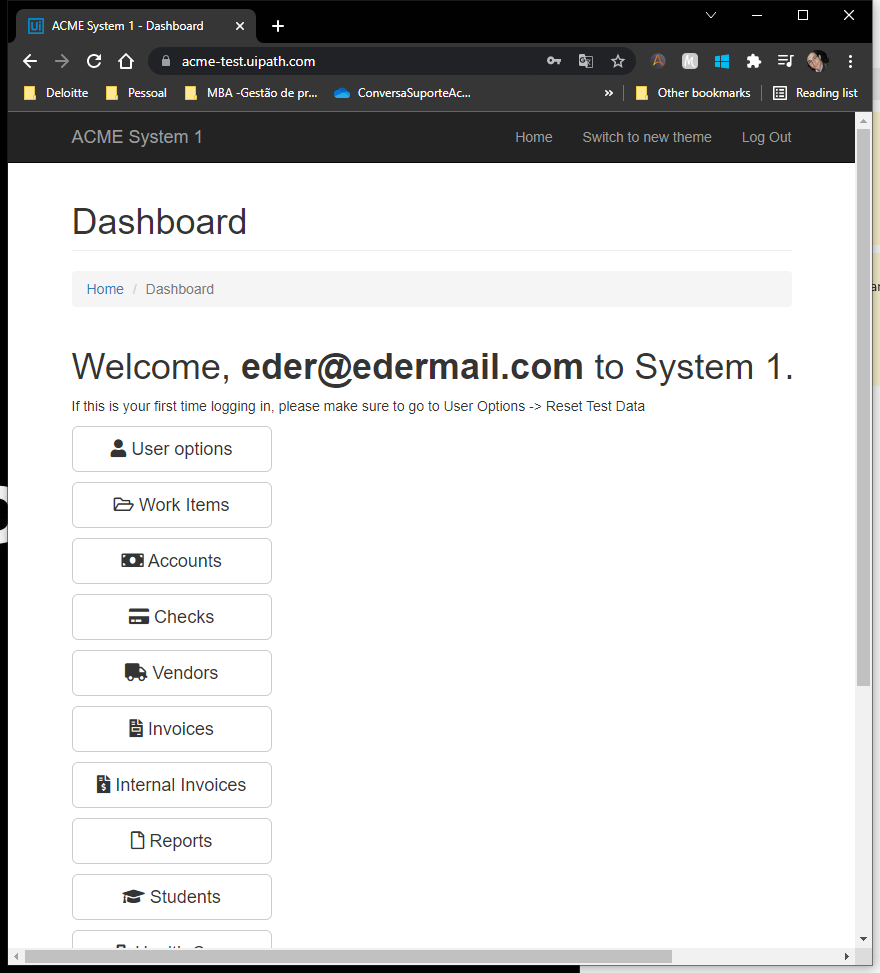 ACME System 1 - Dashboard
acme-test.uipath.com
Deloitte Pessoal MBA -Gestão de pr... ConversaSuporteAc... » Other bookmarks Reading list
ACME System 1 Home Switch to new theme Log Out
Dashboard
Home / Dashboard
Welcome, eder@edermail.com to System 1.
If this is your first time logging in, please make sure to go to User Options -> Reset Test Data
User options
Work Items
Accounts
Checks
Vendors
Invoices
Internal Invoices
Reports
Students